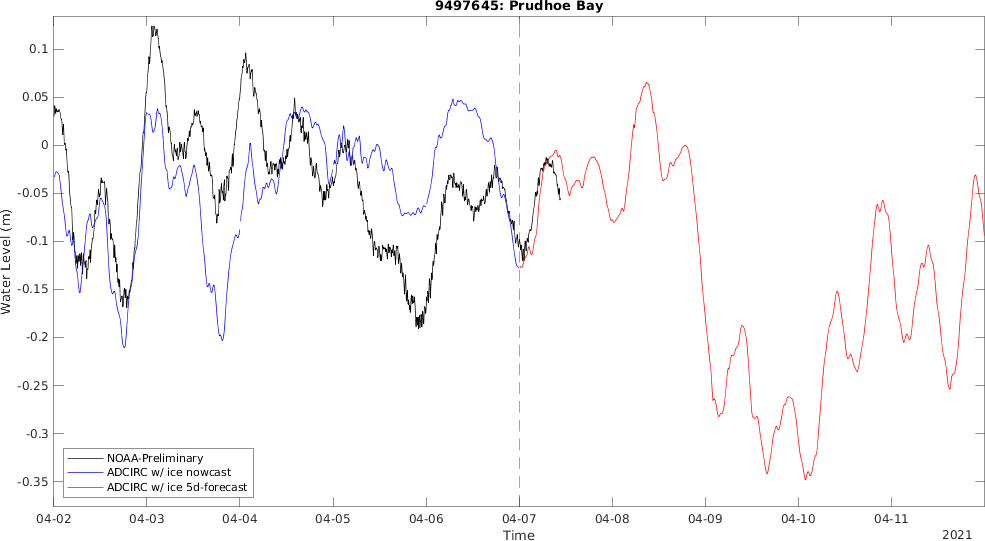 9497645: Prudhoe Bay
0.1
0.05
0
-0.05
-0.1
-0.15
-0.2
-0.25
-0.3
-0.35
Water Level (m)
NOAA-Preliminary
ADCIRC w/ ice nowcast
ADCIRC w/ ice 5d-forecast
04-02 04-03 04-04 04-05 04-06 04-07 04-08 04-09 04-10 04-11
Time
2021